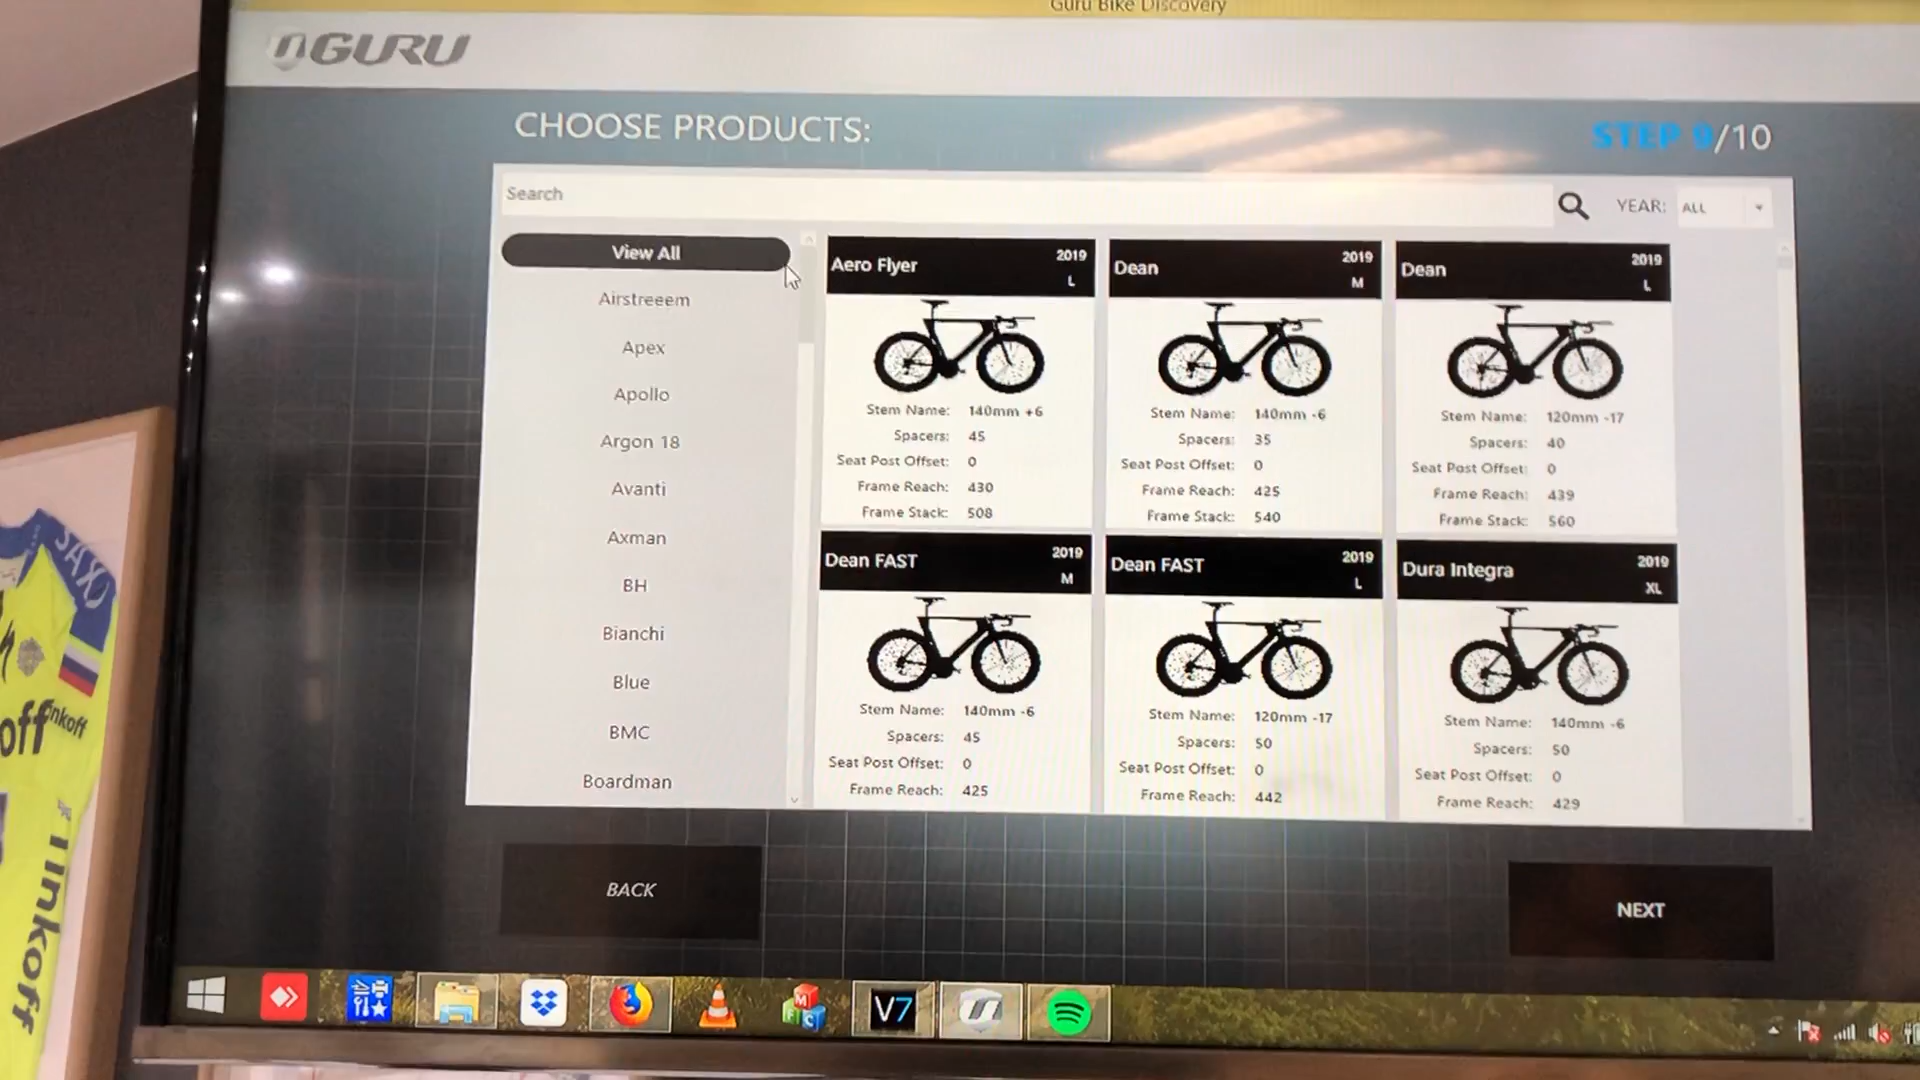 Guru Bike Discovery
GURU
CHOOSE PRODUCTS:
STEP 9/10
Search
YEAR: ALL
View All
Airstreeem
Apex
Apollo
Argon 18
Avanti
Axman
BH
Bianchi
Blue
BMC
Boardman
Aero Flyer 2019
L
Stem Name: 140mm +6
Spacers: 45
Seat Post Offset: 0
Frame Reach: 430
Frame Stack: 508
Dean 2019
M
Stem Name: 140mm -6
Spacers: 35
Seat Post Offset: 0
Frame Reach: 425
Frame Stack: 540
Dean 2019
L
Stem Name: 120mm -17
Spacers: 40
Seat Post Offset: 0
Frame Reach: 439
Frame Stack: 560
Dean FAST 2019
M
Stem Name: 140mm -6
Spacers: 45
Seat Post Offset: 0
Frame Reach: 425
Dean FAST 2019
L
Stem Name: 120mm -17
Spacers: 50
Seat Post Offset: 0
Frame Reach: 442
Dura Integra 2019
XL
Stem Name: 140mm -6
Spacers: 50
Seat Post Offset: 0
Frame Reach: 429
BACK
NEXT
V7
SAXO
off
inkoff
Tinkoff